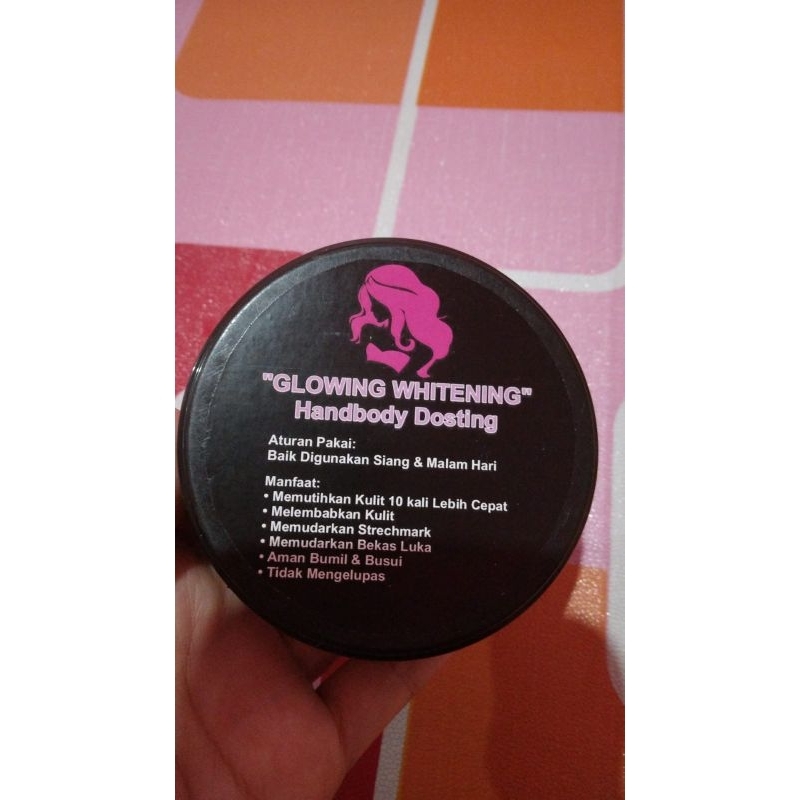 "GLOWING WHITENING"
Handbody Dosting
Aturan Pakai:
Baik Digunakan Siang & Malam Hari
Manfaat:
• Memutihkan Kulit 10 kali Lebih Cepat
• Melembabkan Kulit
• Memudarkan Strechmark
• Memudarkan Bekas Luka
• Aman Bumil & Busui
• Tidak Mengelupas